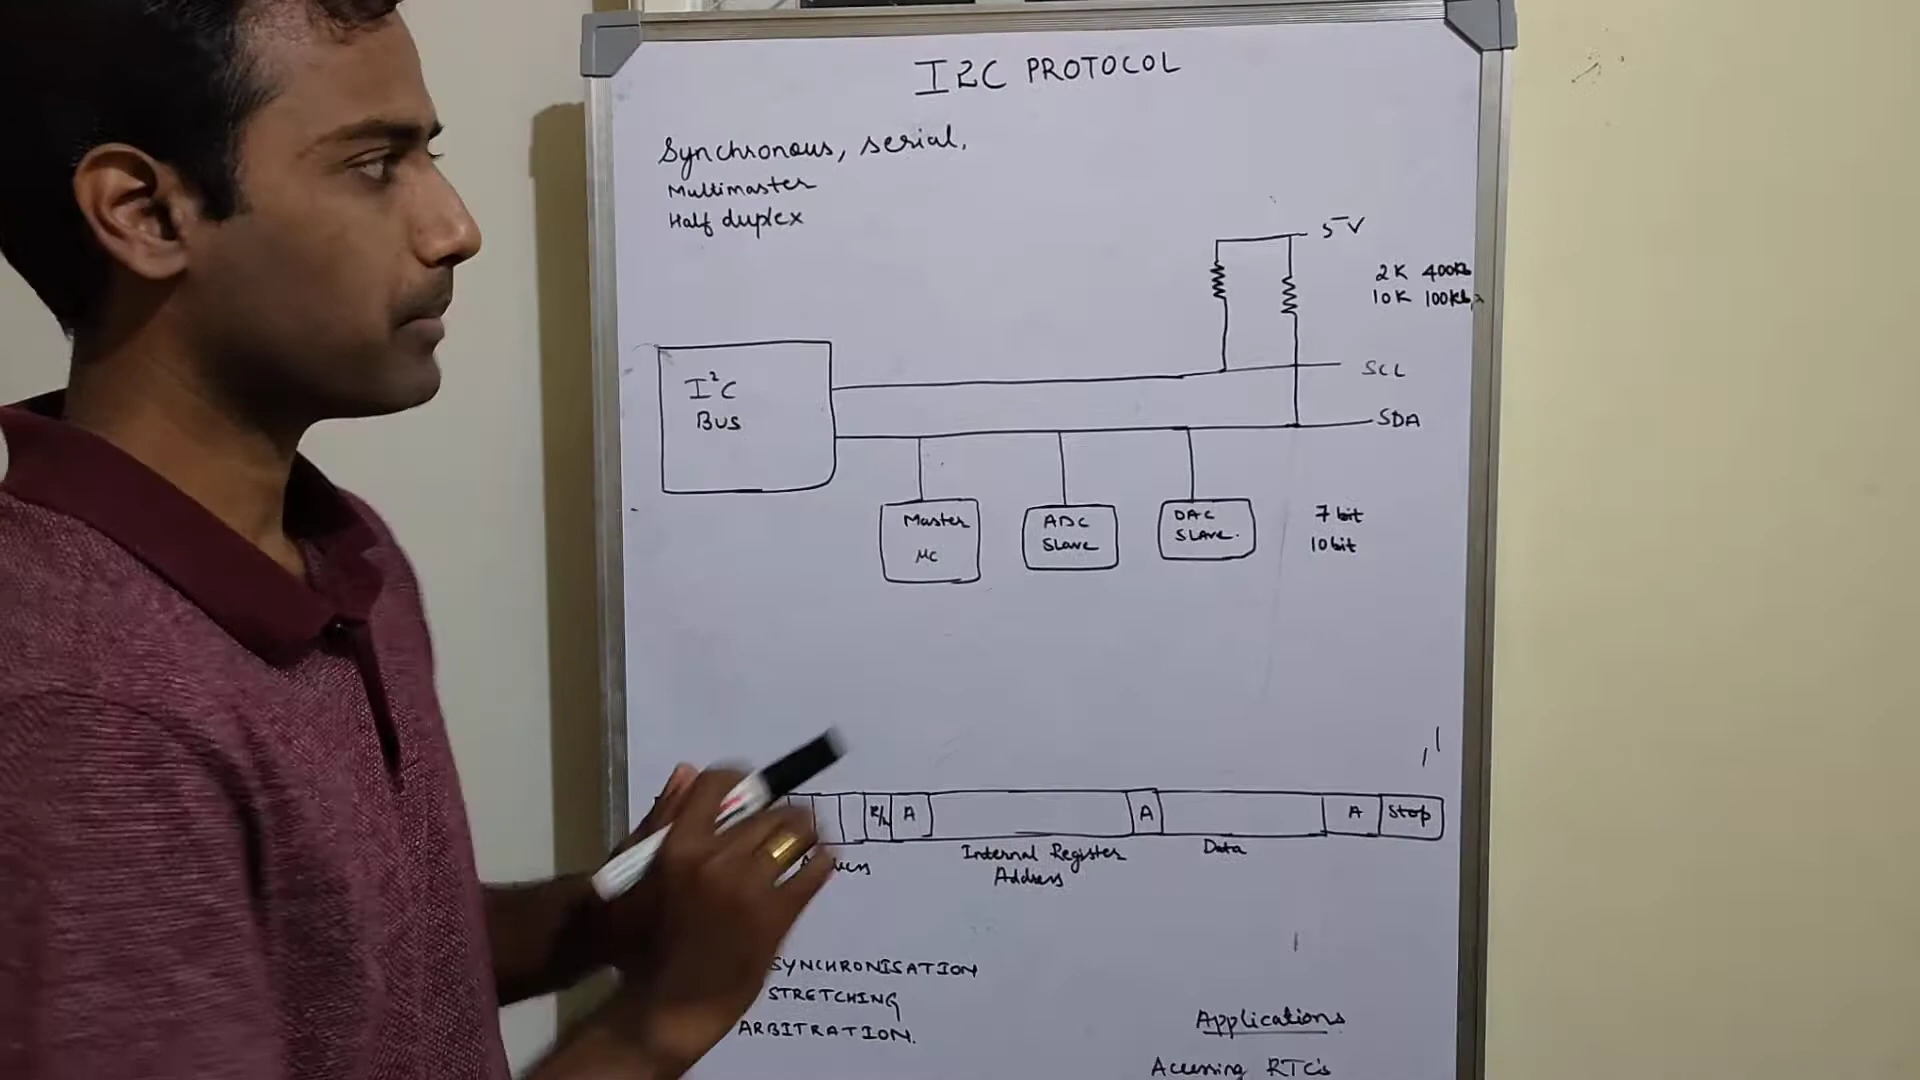 I2C PROTOCOL
Synchronous, serial,
Multimaster
Half duplex
5V
2K 400Kb
10K 100Kb
I²C
BUS
SCL
SDA
Master
μC
ADC
SLAVE
DAC
SLAVE.
7 bit
10 bit
A
A
A
Stop
Internal Register
Address
Data
SYNCHRONISATION
STRETCHING
ARBITRATION.
Applications
Accessing RTC's